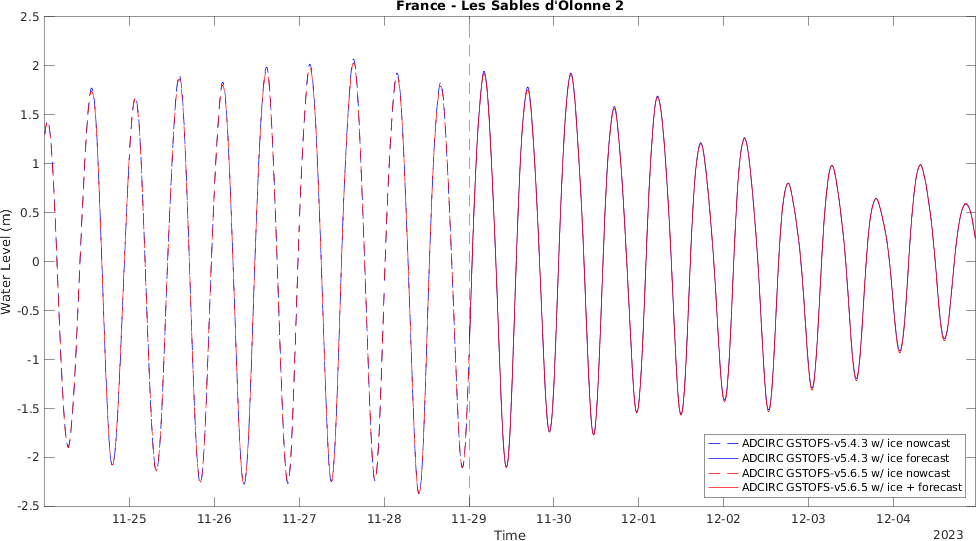 France - Les Sables d'Olonne 2
2.5
2
1.5
1
0.5
0
-0.5
-1
-1.5
-2
-2.5
Water Level (m)
ADCIRC GSTOFS-v5.4.3 w/ ice nowcast
ADCIRC GSTOFS-v5.4.3 w/ ice forecast
ADCIRC GSTOFS-v5.6.5 w/ ice nowcast
ADCIRC GSTOFS-v5.6.5 w/ ice + forecast
11-25 11-26 11-27 11-28 11-29 11-30 12-01 12-02 12-03 12-04
Time
2023